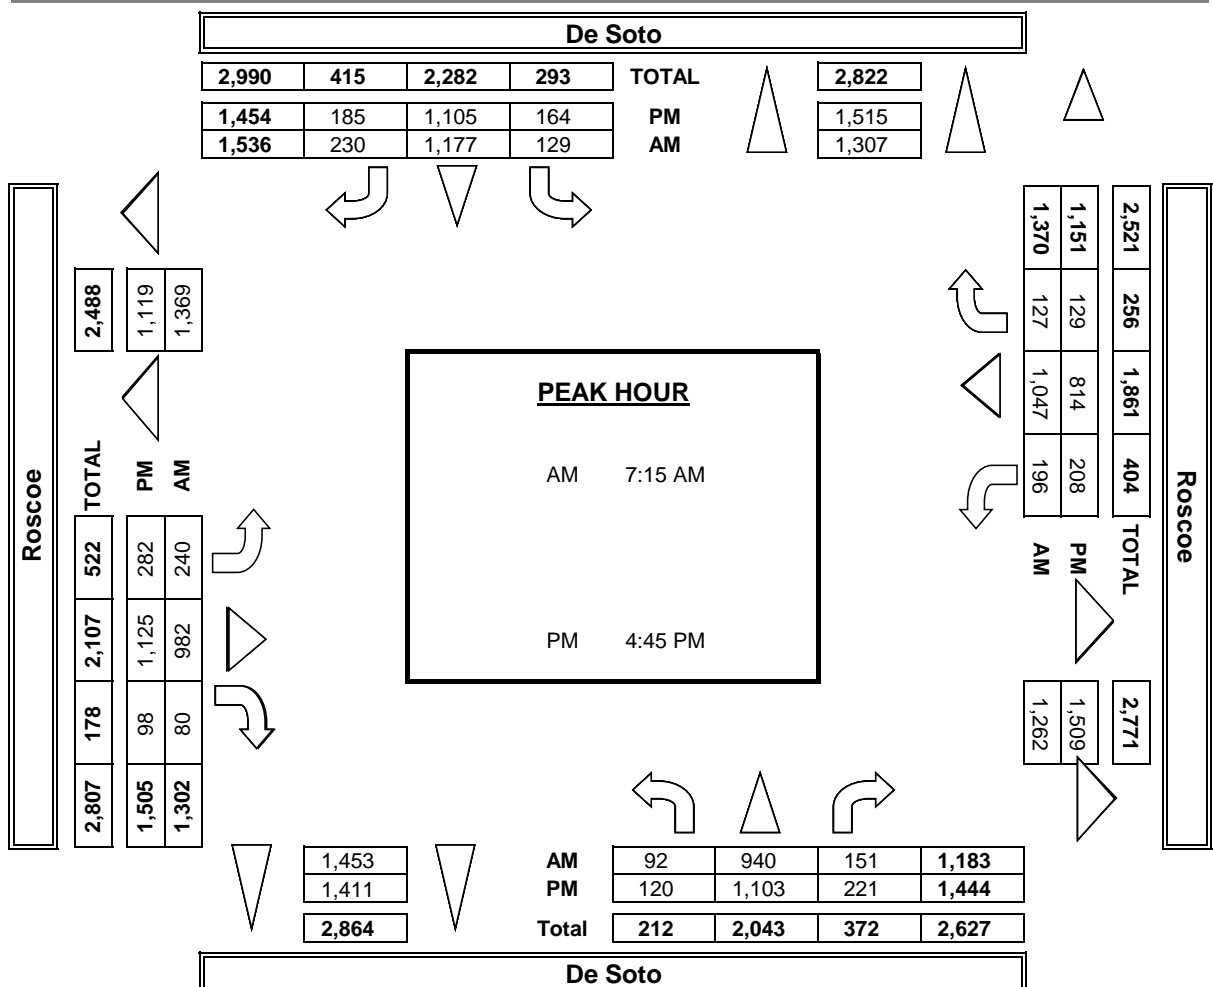 De Soto
2,990 415 2,282 293 TOTAL 2,822
1,454 185 1,105 164 PM 1,515
1,536 230 1,177 129 AM 1,307
Roscoe
2,488
1,119
1,369
TOTAL 522 2,107 178 2,807
PM 282 1,125 98 1,505
AM 240 982 80 1,302
PEAK HOUR
AM 7:15 AM
PM 4:45 PM
2,521 256 1,861 404 TOTAL
1,151 129 814 208 PM
1,370 127 1,047 196 AM
2,771
1,509
1,262
Roscoe
1,453 AM 92 940 151 1,183
1,411 PM 120 1,103 221 1,444
2,864 Total 212 2,043 372 2,627
De Soto